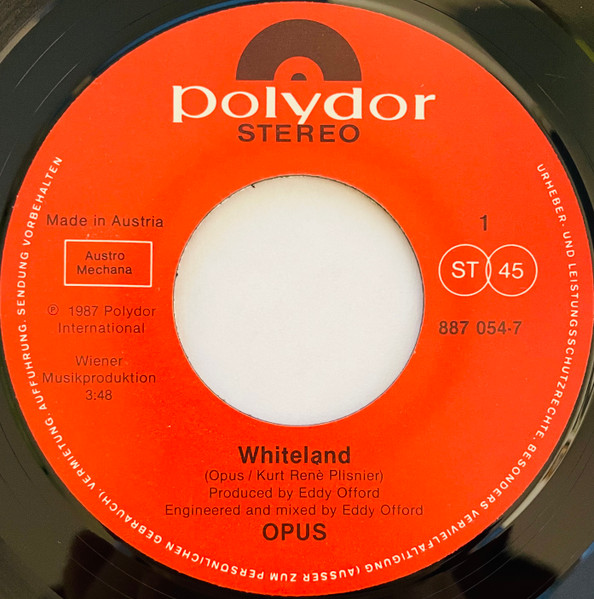 polydor
STEREO
Made in Austria
Austro
Mechana
℗ 1987 Polydor
International
Wiener
Musikproduktion
3:48
1
ST 45
887 054-7
Whiteland
(Opus / Kurt Renè Plisnier)
Produced by Eddy Offord
Engineered and mixed by Eddy Offord
OPUS
URHEBER- UND LEISTUNGSSCHUTZRECHTE, BESONDERS VERVIELFÄLTIGUNG (AUSSER ZUM PERSÖNLICHEN GEBRAUCH), VERMIETUNG, AUFFÜHRUNG, SENDUNG VORBEHALTEN